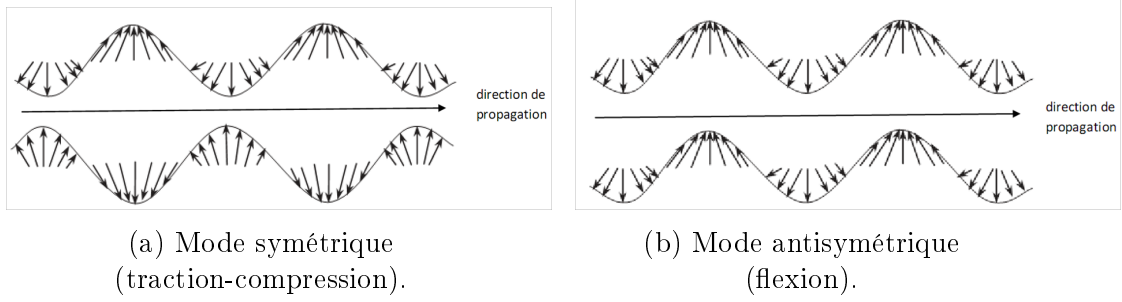 direction de
propagation
direction de
propagation
(a) Mode symétrique
(traction-compression).
(b) Mode antisymétrique
(flexion).